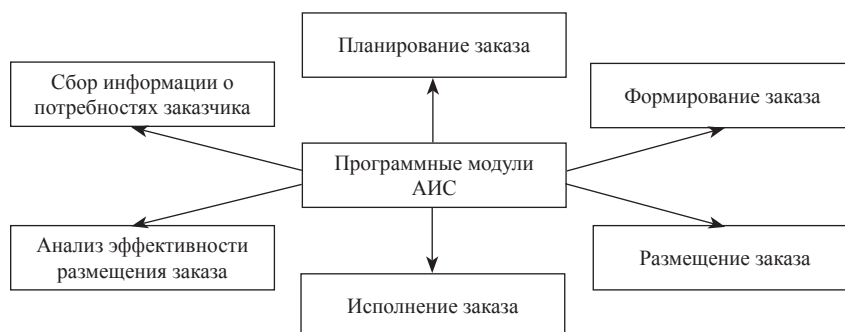 Планирование заказа
Сбор информации о
потребностях заказчика
Формирование заказа
Программные модули
АИС
Анализ эффективности
размещения заказа
Размещение заказа
Исполнение заказа